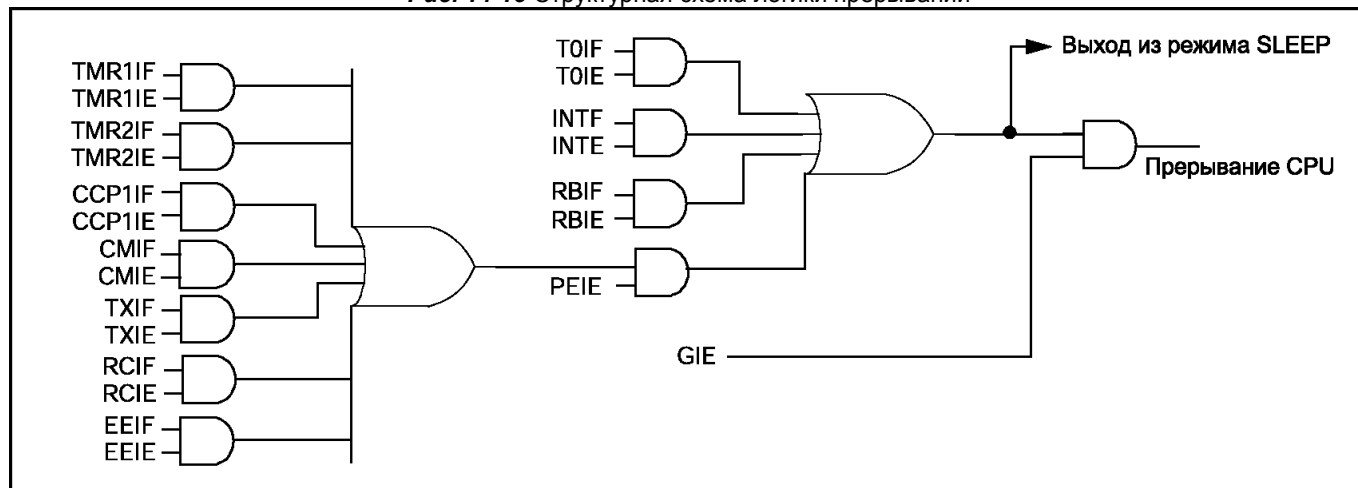 TMR1IF
TMR1IE
TMR2IF
TMR2IE
CCP1IF
CCP1IE
CMIF
CMIE
TXIF
TXIE
RCIF
RCIE
EEIF
EEIE
T0IF
T0IE
INTF
INTE
RBIF
RBIE
PEIE
GIE
Выход из режима SLEEP
Прерывание CPU